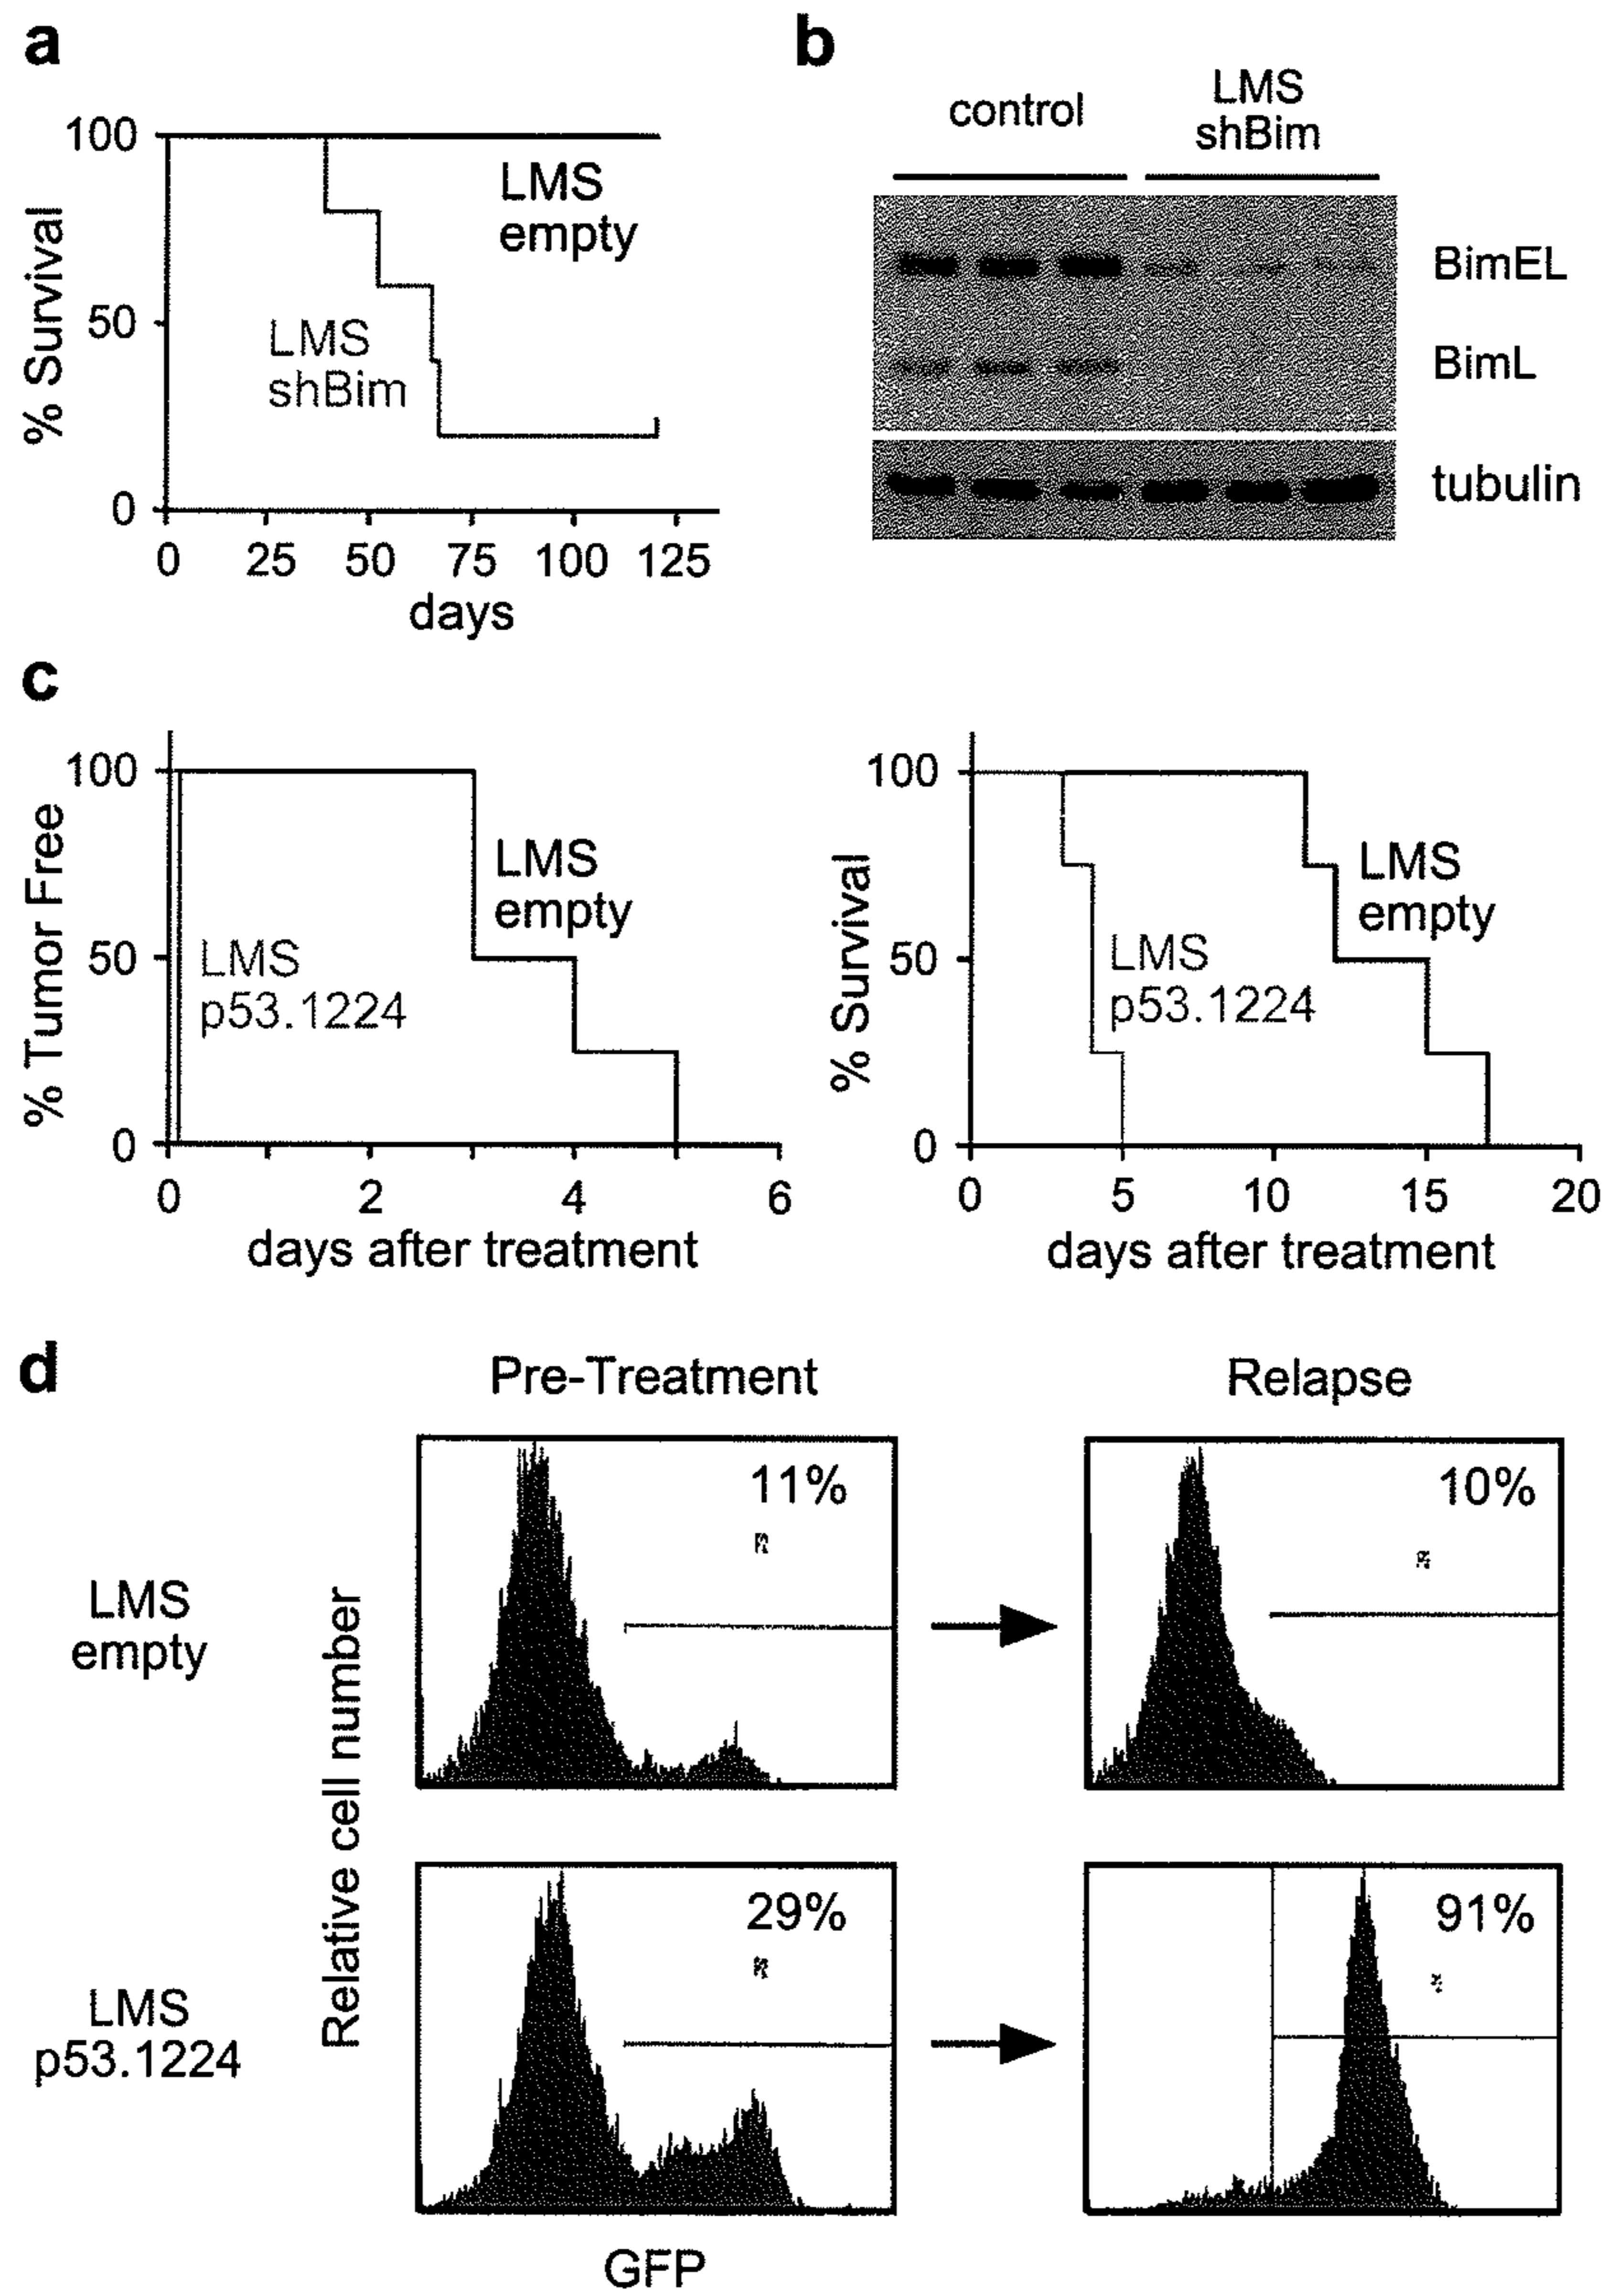 a
100
50
0
% Survival
LMS
empty
LMS
shBim
0 25 50 75 100 125
days
b
control
LMS
shBim
BimEL
BimL
tubulin
c
100
50
0
% Tumor Free
LMS
empty
LMS
p53.1224
0 2 4 6
days after treatment
100
50
0
% Survival
LMS
empty
LMS
p53.1224
0 5 10 15 20
days after treatment
d
Pre-Treatment
Relapse
LMS
empty
11%
10%
Relative cell number
LMS
p53.1224
29%
91%
GFP